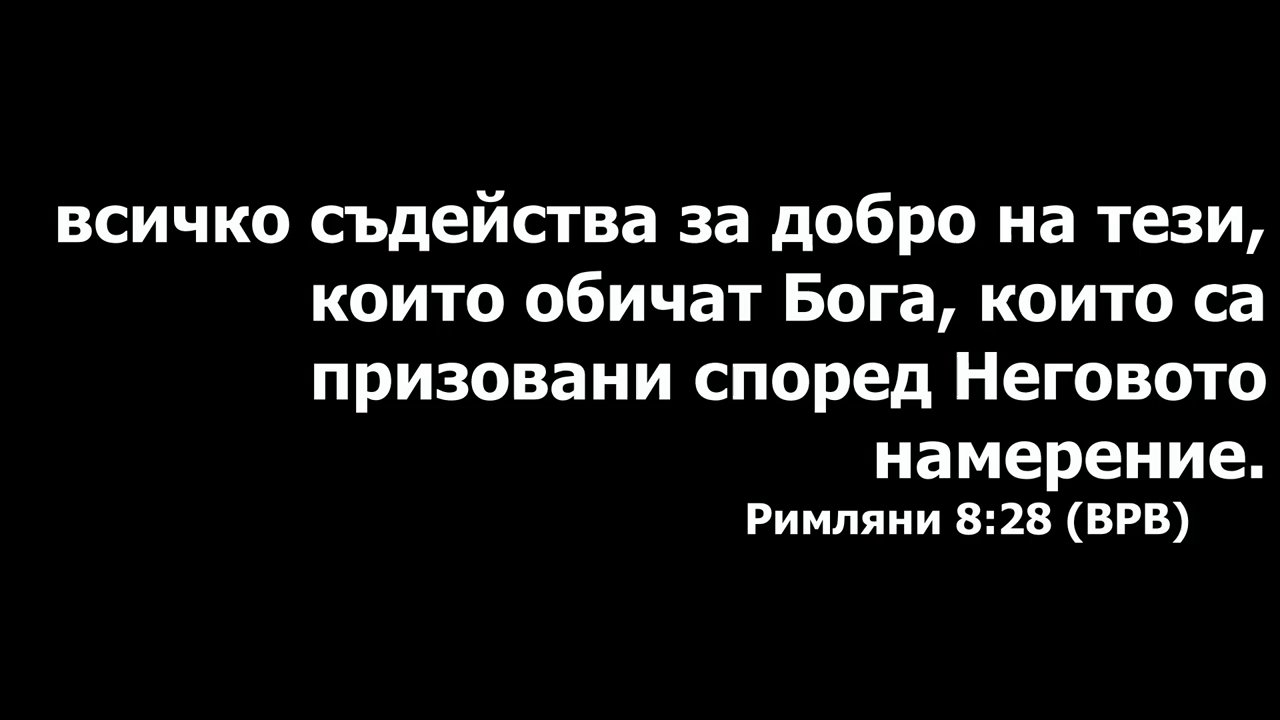 всичко съдейства за добро на тези,
които обичат Бога, които са
призовани според Неговото
намерение.
Римляни 8:28 (ВРВ)